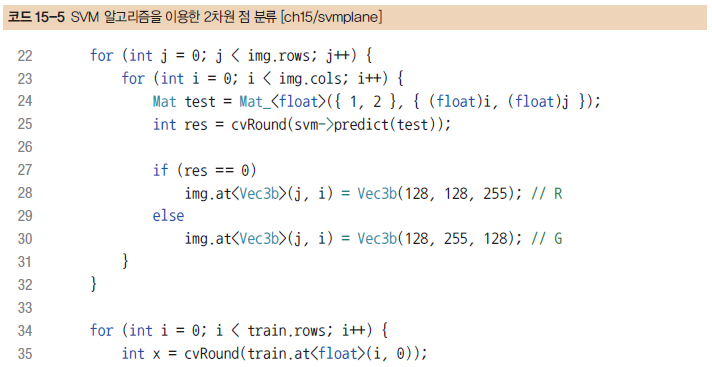 코드 15-5 SVM 알고리즘을 이용한 2차원 점 분류 [ch15/svmplane]
22 for (int j = 0; j < img.rows; j++) {
23 for (int i = 0; i < img.cols; i++) {
24 Mat test = Mat_<float>({ 1, 2 }, { (float)i, (float)j });
25 int res = cvRound(svm->predict(test));
26
27 if (res == 0)
28 img.at<Vec3b>(j, i) = Vec3b(128, 128, 255); // R
29 else
30 img.at<Vec3b>(j, i) = Vec3b(128, 255, 128); // G
31 }
32 }
33
34 for (int i = 0; i < train.rows; i++) {
35 int x = cvRound(train.at<float>(i, 0));